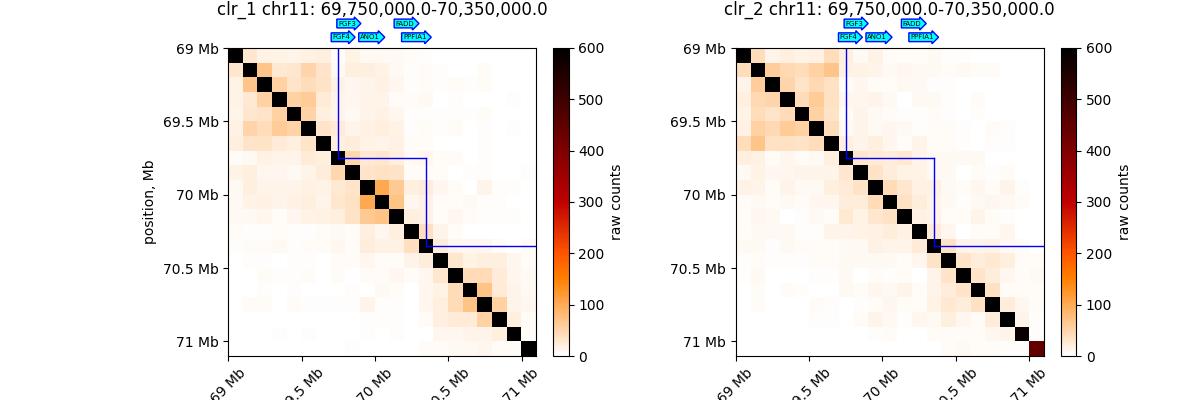 clr_1 chr11: 69,750,000.0-70,350,000.0
FGF3 FADD
FGF4 ANO1 PPFIA1
69 Mb
69.5 Mb
70 Mb
70.5 Mb
71 Mb
position, Mb
69 Mb
9.5 Mb
70 Mb
0.5 Mb
71 Mb
600
500
400
300
200
100
0
raw counts
clr_2 chr11: 69,750,000.0-70,350,000.0
FGF3 FADD
FGF4 ANO1 PPFIA1
69 Mb
69.5 Mb
70 Mb
70.5 Mb
71 Mb
69 Mb
9.5 Mb
70 Mb
0.5 Mb
71 Mb
600
500
400
300
200
100
0
raw counts